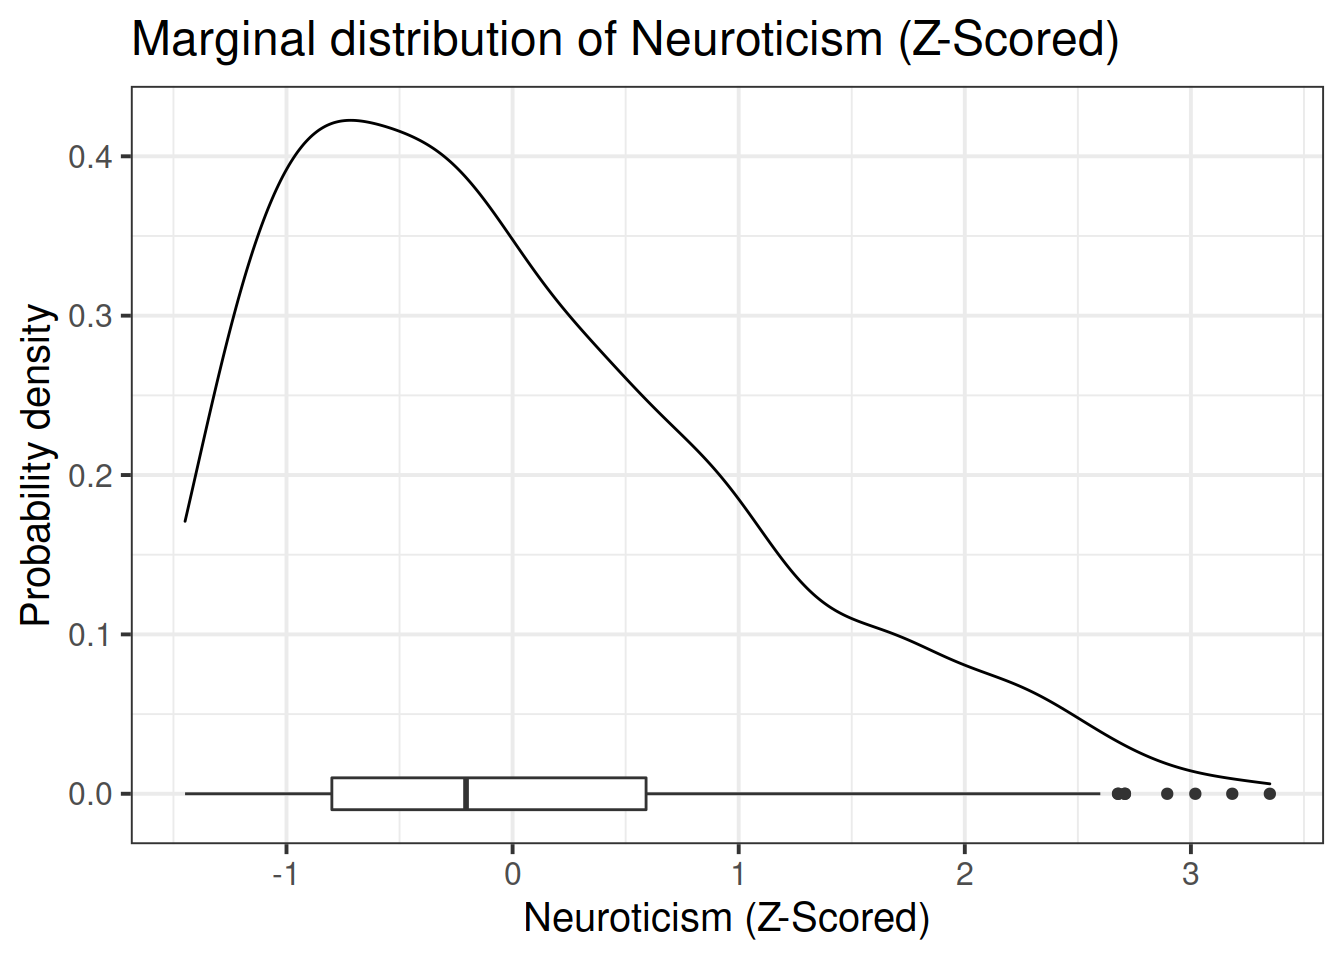 Marginal distribution of Neuroticism (Z-Scored)
Probability density
0.4
0.3
0.2
0.1
0.0
-1 0 1 2 3
Neuroticism (Z-Scored)